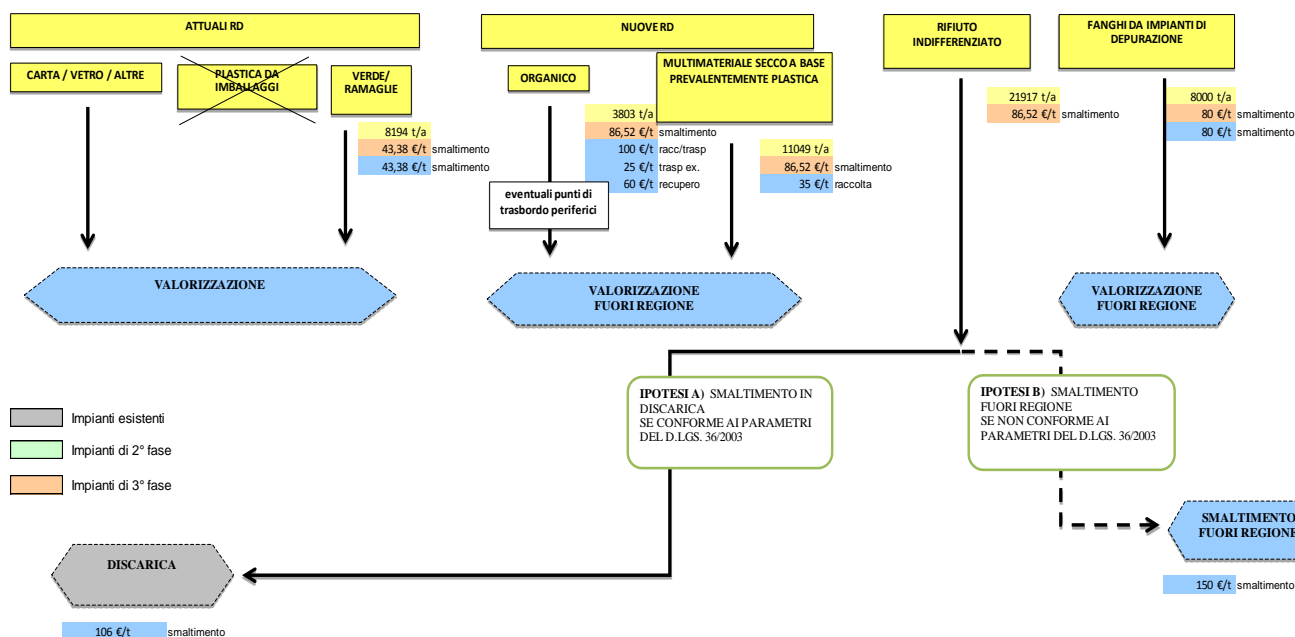 ATTUALI RD
NUOVE RD
RIFIUTO
INDIFFERENZIATO
FANGHI DA IMPIANTI DI
DEPURAZIONE
CARTA / VETRO / ALTRE
PLASTICA DA
IMBALLAGGI
VERDE/
RAMAGLIE
ORGANICO
MULTIMATERIALE SECCO A BASE
PREVALENTEMENTE PLASTICA
8194 t/a
43,38 €/t smaltimento
43,38 €/t smaltimento
3803 t/a
86,52 €/t smaltimento
100 €/t racc/trasp
25 €/t trasp ex.
60 €/t recupero
11049 t/a
86,52 €/t smaltimento
35 €/t raccolta
21917 t/a
86,52 €/t smaltimento
8000 t/a
80 €/t smaltimento
80 €/t smaltimento
eventuali punti di
trasbordo periferici
VALORIZZAZIONE
VALORIZZAZIONE
FUORI REGIONE
VALORIZZAZIONE
FUORI REGIONE
IPOTESI A) SMALTIMENTO IN
DISCARICA
SE CONFORME AI PARAMETRI
DEL D.LGS. 36/2003
IPOTESI B) SMALTIMENTO
FUORI REGIONE
SE NON CONFORME AI
PARAMETRI DEL D.LGS. 36/2003
Impianti esistenti
Impianti di 2° fase
Impianti di 3° fase
SMALTIMENTO
FUORI REGIONE
150 €/t smaltimento
DISCARICA
106 €/t smaltimento